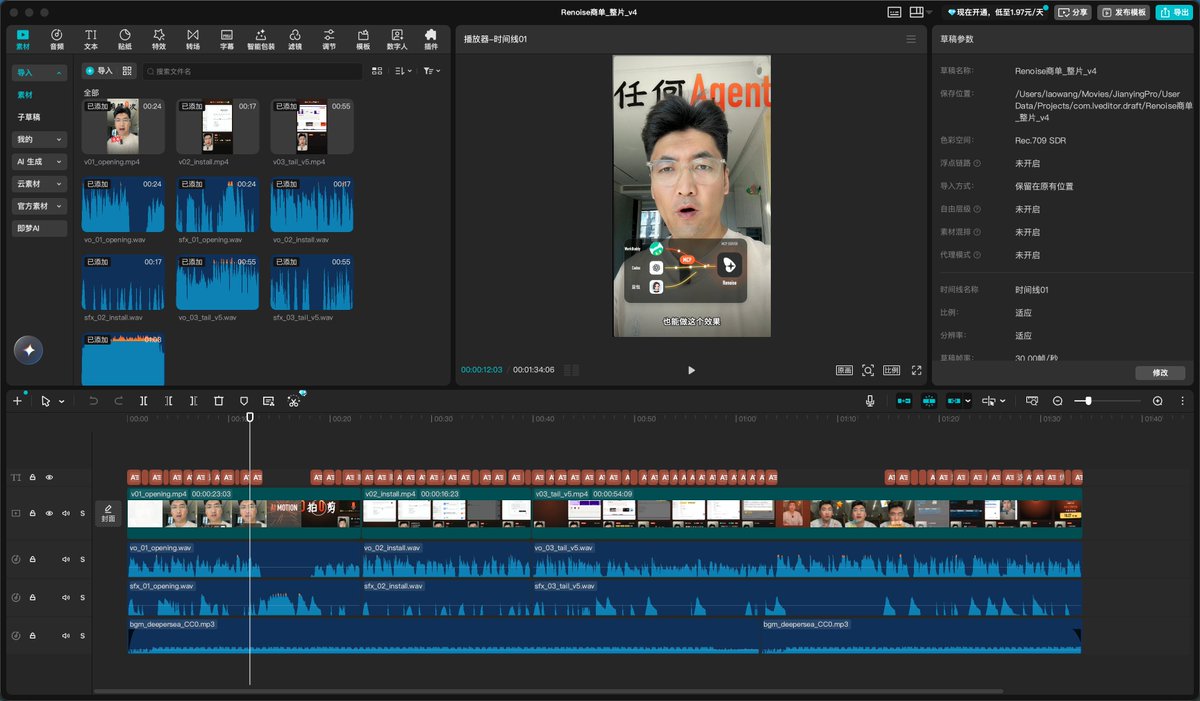 Renoise商单_整片_v4
现在开通，低至1.97元/天
分享
发布模板
导出
素材
音频
文本
贴纸
特效
转场
字幕
智能包装
滤镜
调节
模板
数字人
插件
导入
素材
子草稿
我的
AI 生成
云素材
官方素材
即梦AI
导入
搜索文件名
全部
已添加 00:24
已添加 00:17
已添加 00:55
v01_opening.mp4
v02_install.mp4
v03_tail_v5.mp4
已添加 00:24
已添加 00:24
已添加 00:17
vo_01_opening.wav
sfx_01_opening.wav
vo_02_install.wav
已添加 00:17
已添加 00:55
已添加 00:55
sfx_02_install.wav
vo_03_tail_v5.wav
sfx_03_tail_v5.wav
已添加 01:08
播放器-时间线01
任何Agent
WorkBuddy
MCP SERVER
Codex
MCP
豆包
Renoise
也能做这个效果
00:00:12:03 / 00:01:34:06
原画
比例
草稿参数
草稿名称： Renoise商单_整片_v4
保存位置： /Users/laowang/Movies/JianyingPro/User
Data/Projects/com.lveditor.draft/Renoise商单
_整片_v4
色彩空间： Rec.709 SDR
浮点链路 未开启
导入方式： 保留在原有位置
自由层级 未开启
素材混排 未开启
代理模式 未开启
时间线名称 时间线01
比例： 适应
分辨率： 适应
草稿帧率： 30.00帧/秒
修改
00:00
00:20
00:30
00:40
00:50
01:00
01:10
01:20
01:30
01:40
封面
v01_opening.mp4 00:00:23:03
v02_install.mp4 00:00:16:23
v03_tail_v5.mp4 00:00:54:09
AI MOTION
拍 剪
vo_01_opening.wav
vo_02_install.wav
vo_03_tail_v5.wav
sfx_01_opening.wav
sfx_02_install.wav
sfx_03_tail_v5.wav
bgm_deepersea_CC0.mp3
bgm_deepersea_CC0.mp3